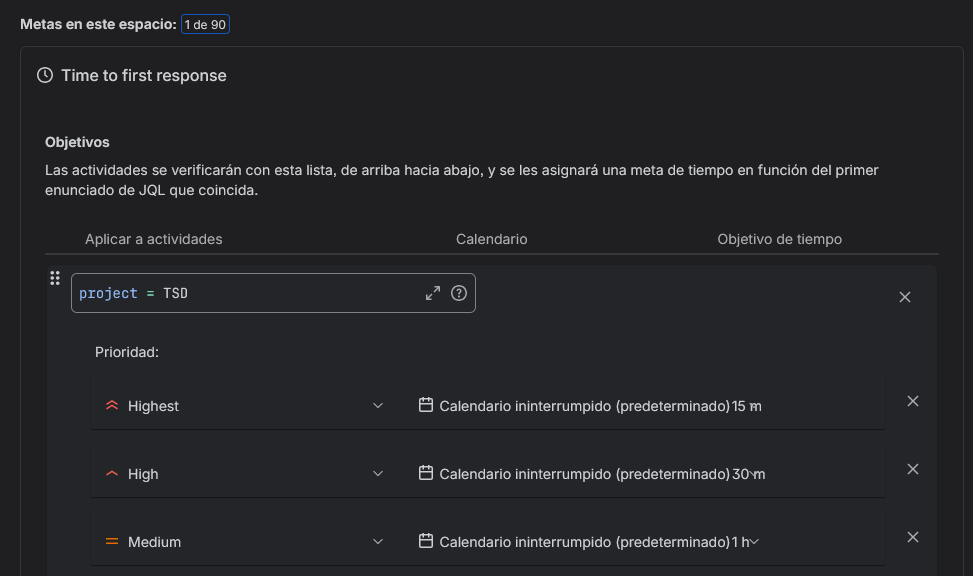 Metas en este espacio: 1 de 90
Time to first response
Objetivos
Las actividades se verificarán con esta lista, de arriba hacia abajo, y se les asignará una meta de tiempo en función del primer
enunciado de JQL que coincida.
Aplicar a actividades Calendario Objetivo de tiempo
project = TSD
Prioridad:
Highest Calendario ininterrumpido (predeterminado) 15 m
High Calendario ininterrumpido (predeterminado) 30 m
Medium Calendario ininterrumpido (predeterminado) 1 h